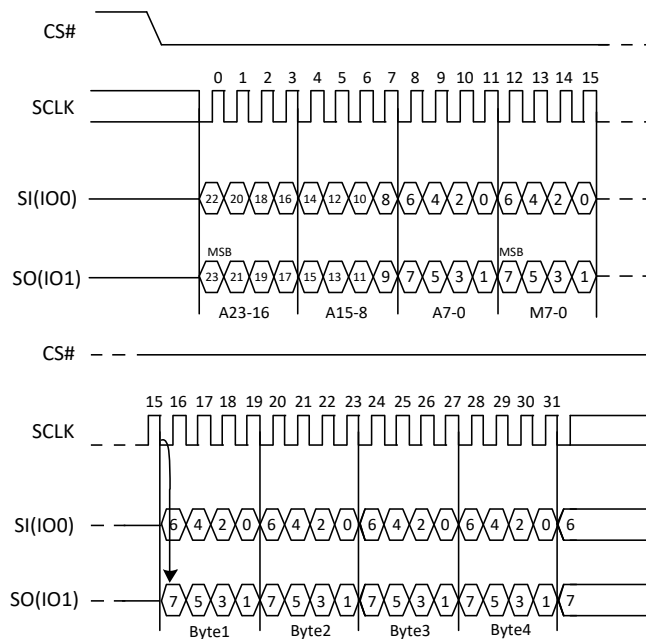 CS#
0 1 2 3 4 5 6 7 8 9 10 11 12 13 14 15
SCLK
SI(IO0) 22 20 18 16 14 12 10 8 6 4 2 0 6 4 2 0
MSB MSB
SO(IO1) 23 21 19 17 15 13 11 9 7 5 3 1 7 5 3 1
A23-16 A15-8 A7-0 M7-0
CS#
15 16 17 18 19 20 21 22 23 24 25 26 27 28 29 30 31
SCLK
SI(IO0) 6 4 2 0 6 4 2 0 6 4 2 0 6 4 2 0 6
SO(IO1) 7 5 3 1 7 5 3 1 7 5 3 1 7 5 3 1 7
Byte1 Byte2 Byte3 Byte4